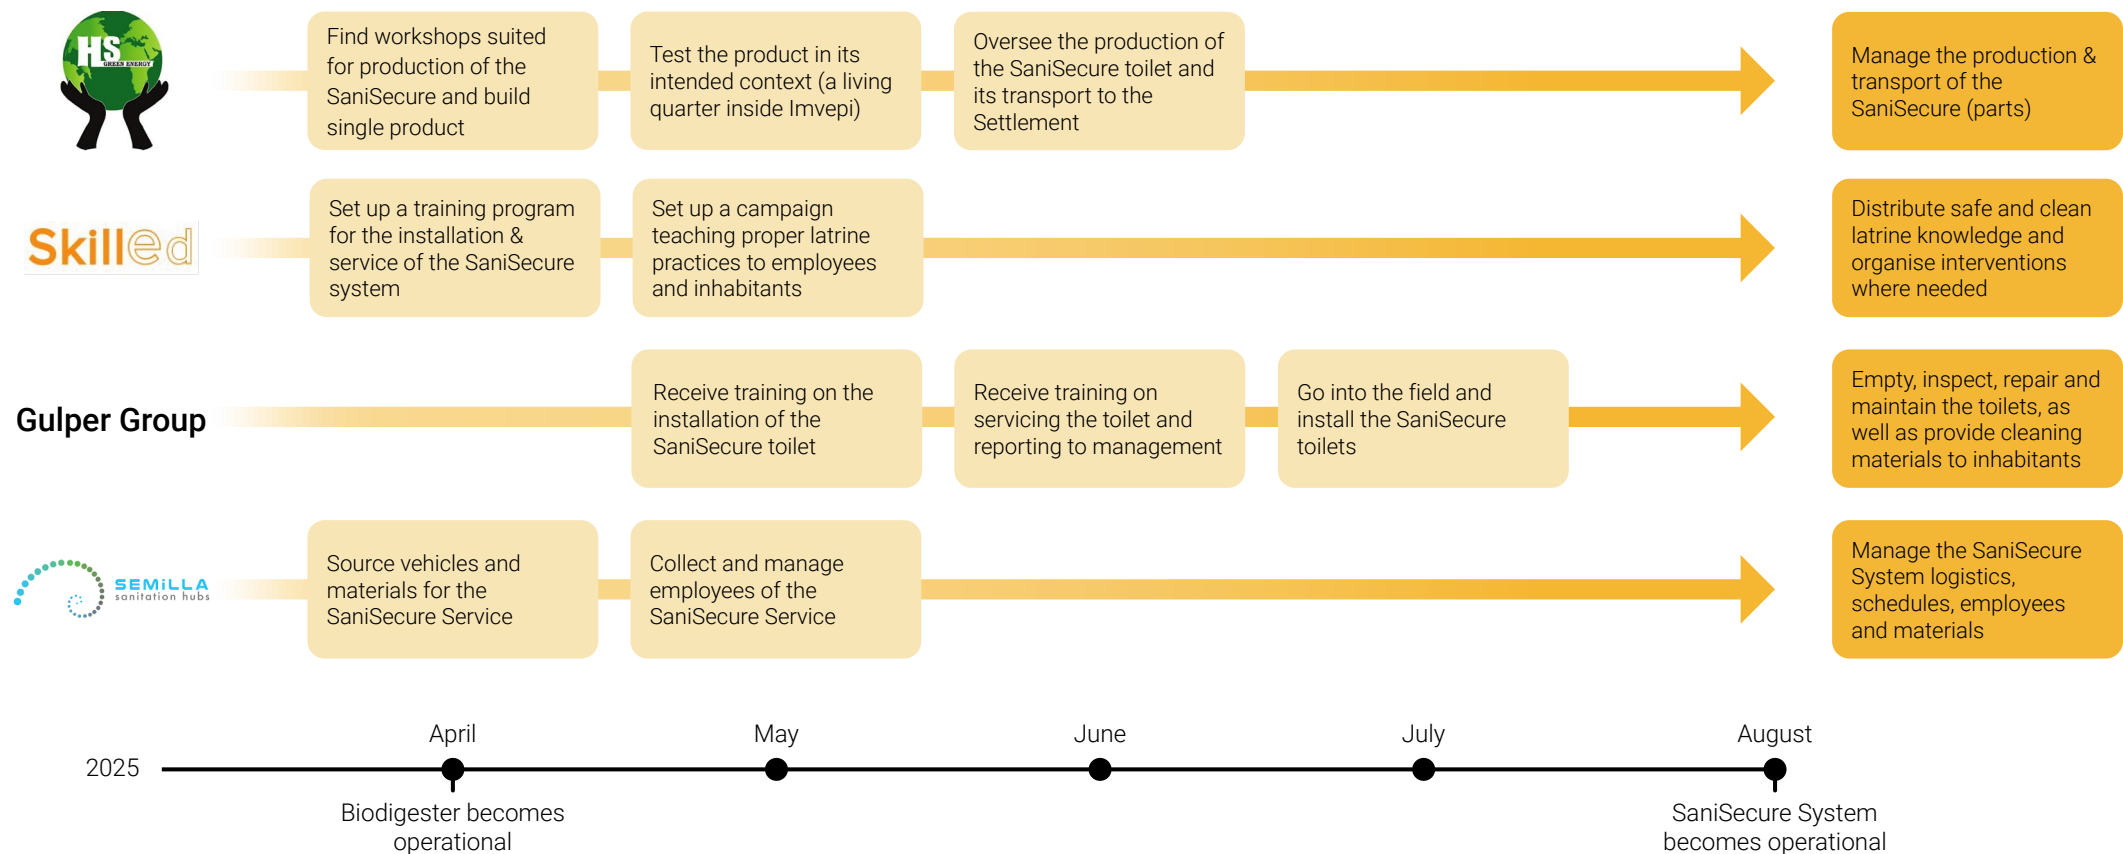 HS
GREEN ENERGY
Find workshops suited
for production of the
SaniSecure and build
single product
Test the product in its
intended context (a living
quarter inside Imvepi)
Oversee the production of
the SaniSecure toilet and
its transport to the
Settlement
Manage the production &
transport of the
SaniSecure (parts)
Skilled
Set up a training program
for the installation &
service of the SaniSecure
system
Set up a campaign
teaching proper latrine
practices to employees
and inhabitants
Distribute safe and clean
latrine knowledge and
organise interventions
where needed
Gulper Group
Receive training on the
installation of the
SaniSecure toilet
Receive training on
servicing the toilet and
reporting to management
Go into the field and
install the SaniSecure
toilets
Empty, inspect, repair and
maintain the toilets, as
well as provide cleaning
materials to inhabitants
SEMiLLA
sanitation hubs
Source vehicles and
materials for the
SaniSecure Service
Collect and manage
employees of the
SaniSecure Service
Manage the SaniSecure
System logistics,
schedules, employees
and materials
2025
April
May
June
July
August
Biodigester becomes
operational
SaniSecure System
becomes operational